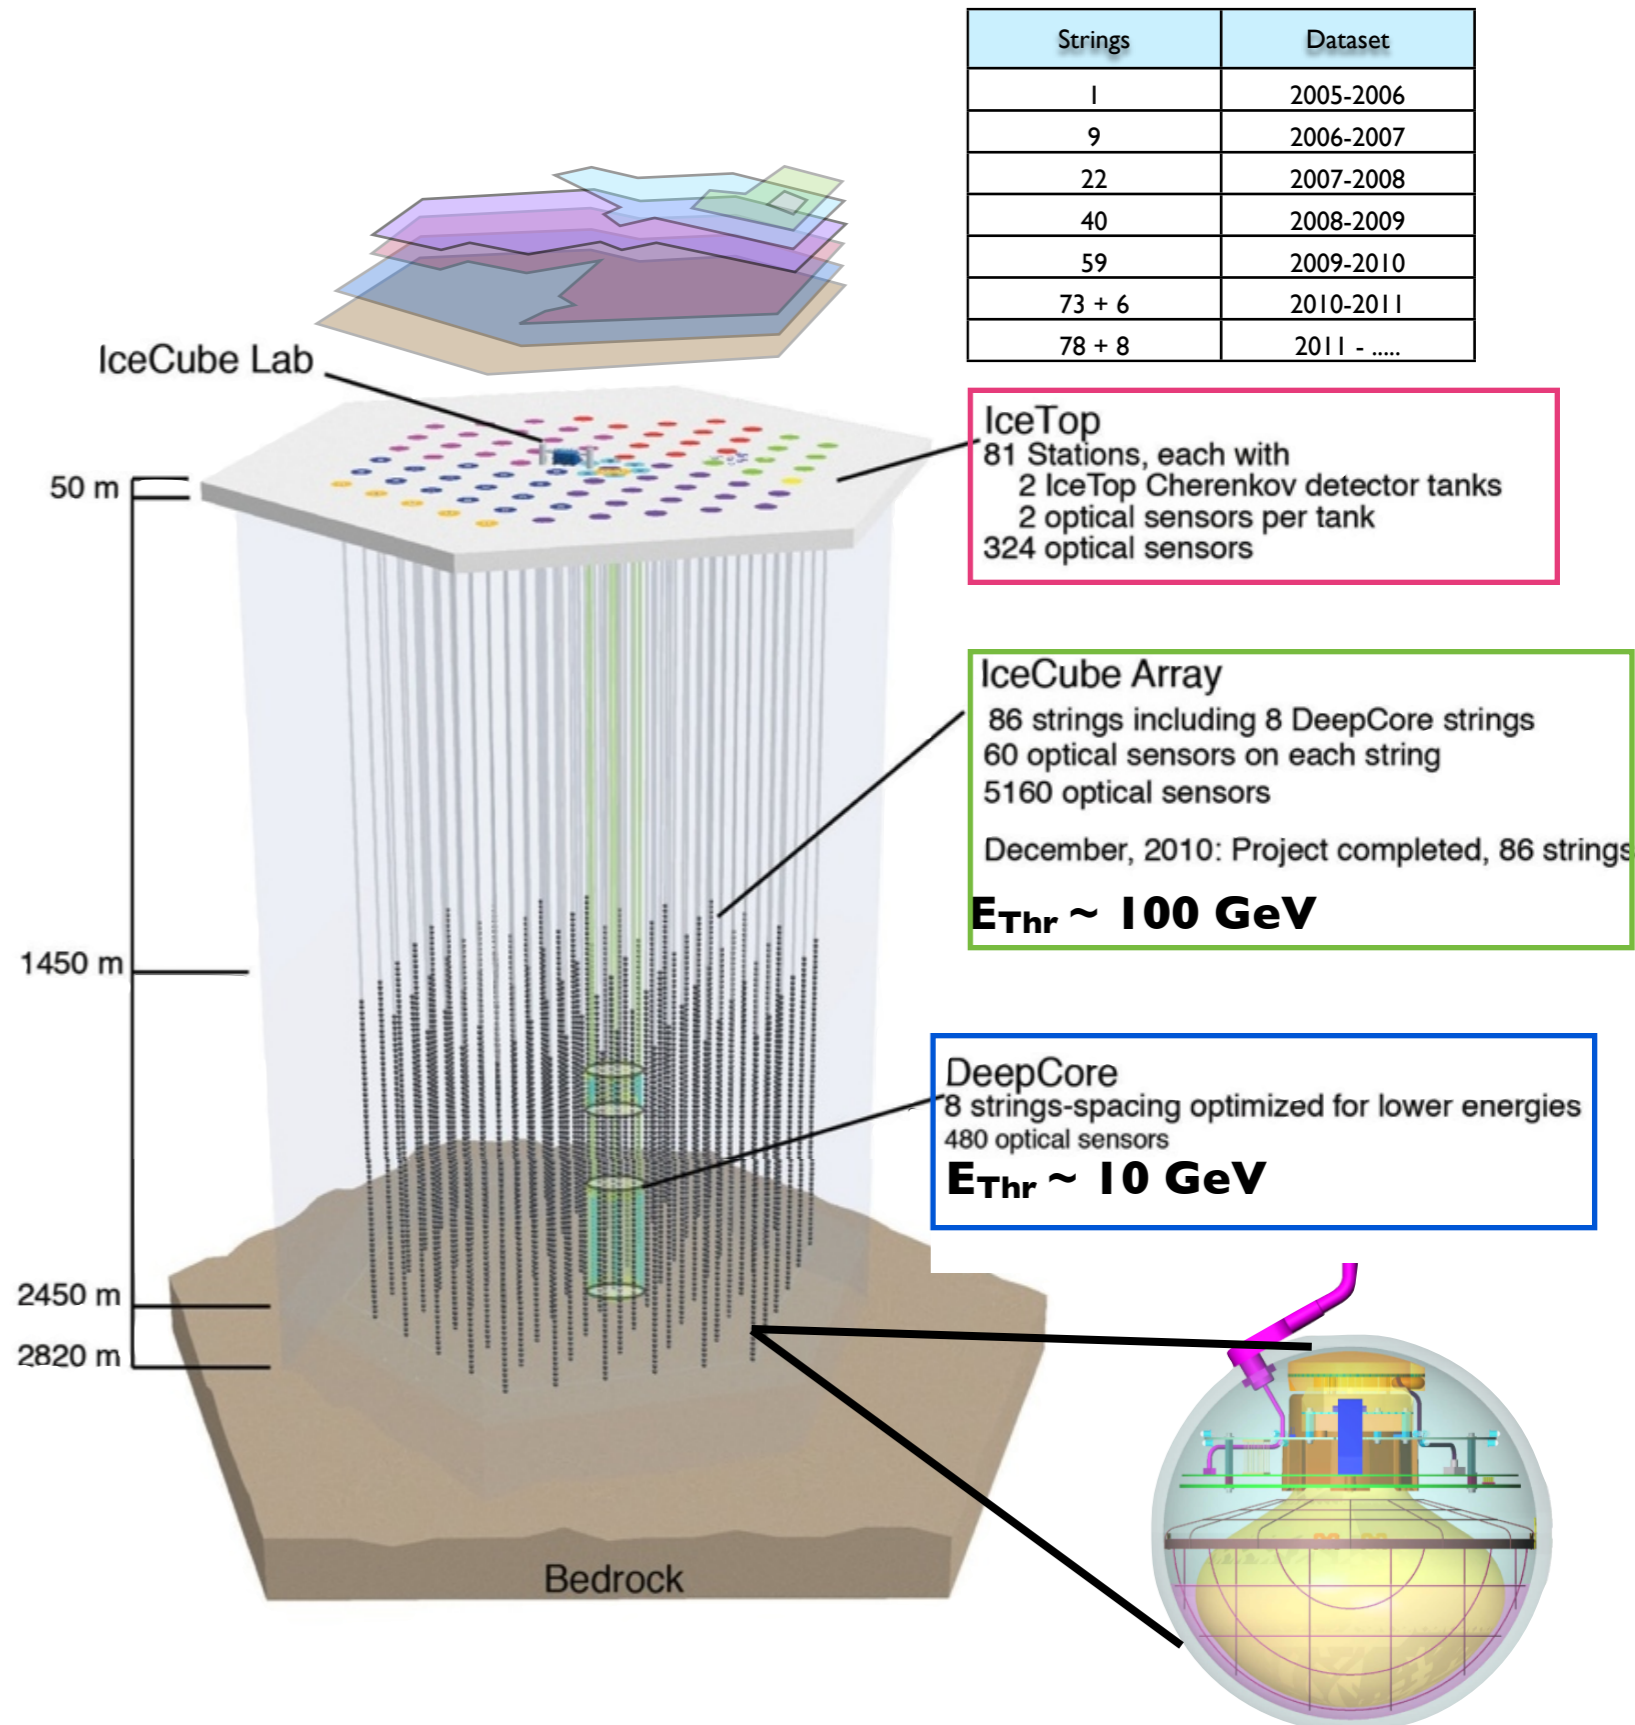 Strings Dataset
1 2005-2006
9 2006-2007
22 2007-2008
40 2008-2009
59 2009-2010
73 + 6 2010-2011
78 + 8 2011 - .....
IceCube Lab
IceTop
81 Stations, each with
2 IceTop Cherenkov detector tanks
2 optical sensors per tank
324 optical sensors
50 m
IceCube Array
86 strings including 8 DeepCore strings
60 optical sensors on each string
5160 optical sensors
December, 2010: Project completed, 86 strings
EThr ~ 100 GeV
1450 m
DeepCore
8 strings-spacing optimized for lower energies
480 optical sensors
EThr ~ 10 GeV
2450 m
2820 m
Bedrock